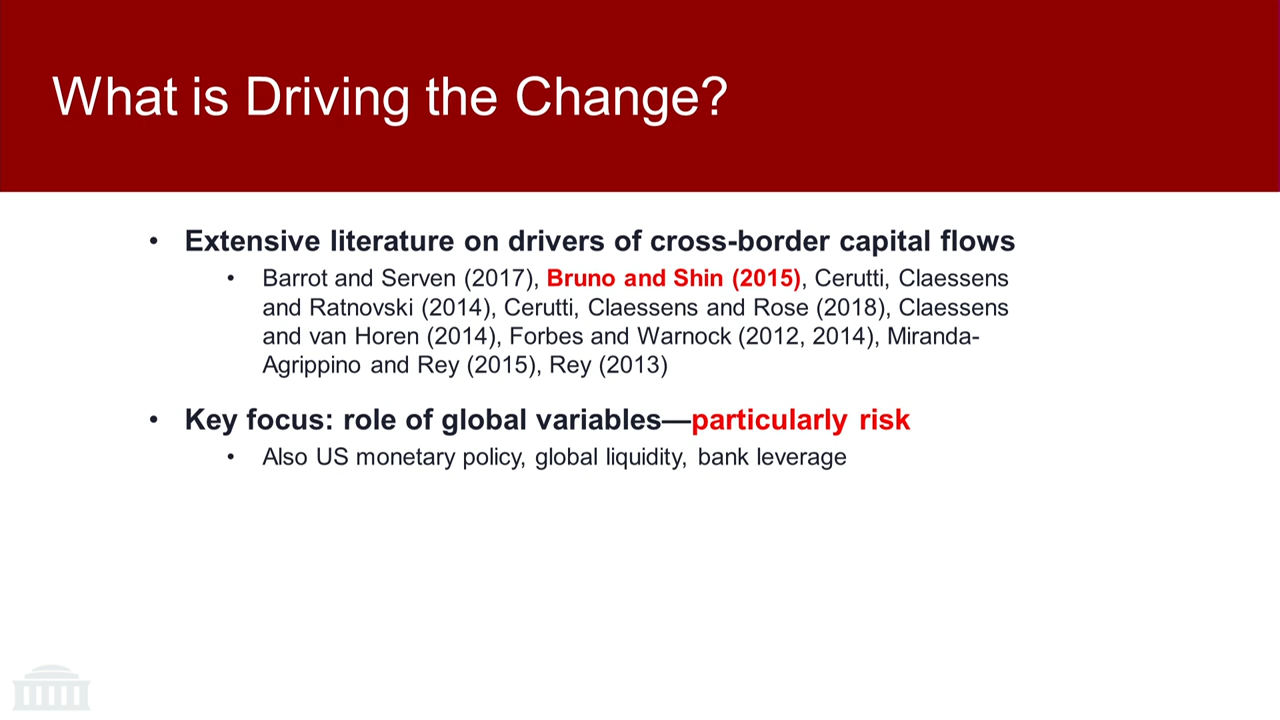 What is Driving the Change?
• Extensive literature on drivers of cross-border capital flows
• Barrot and Serven (2017), Bruno and Shin (2015), Cerutti, Claessens
and Ratnovski (2014), Cerutti, Claessens and Rose (2018), Claessens
and van Horen (2014), Forbes and Warnock (2012, 2014), Miranda-
Agrippino and Rey (2015), Rey (2013)
• Key focus: role of global variables—particularly risk
• Also US monetary policy, global liquidity, bank leverage